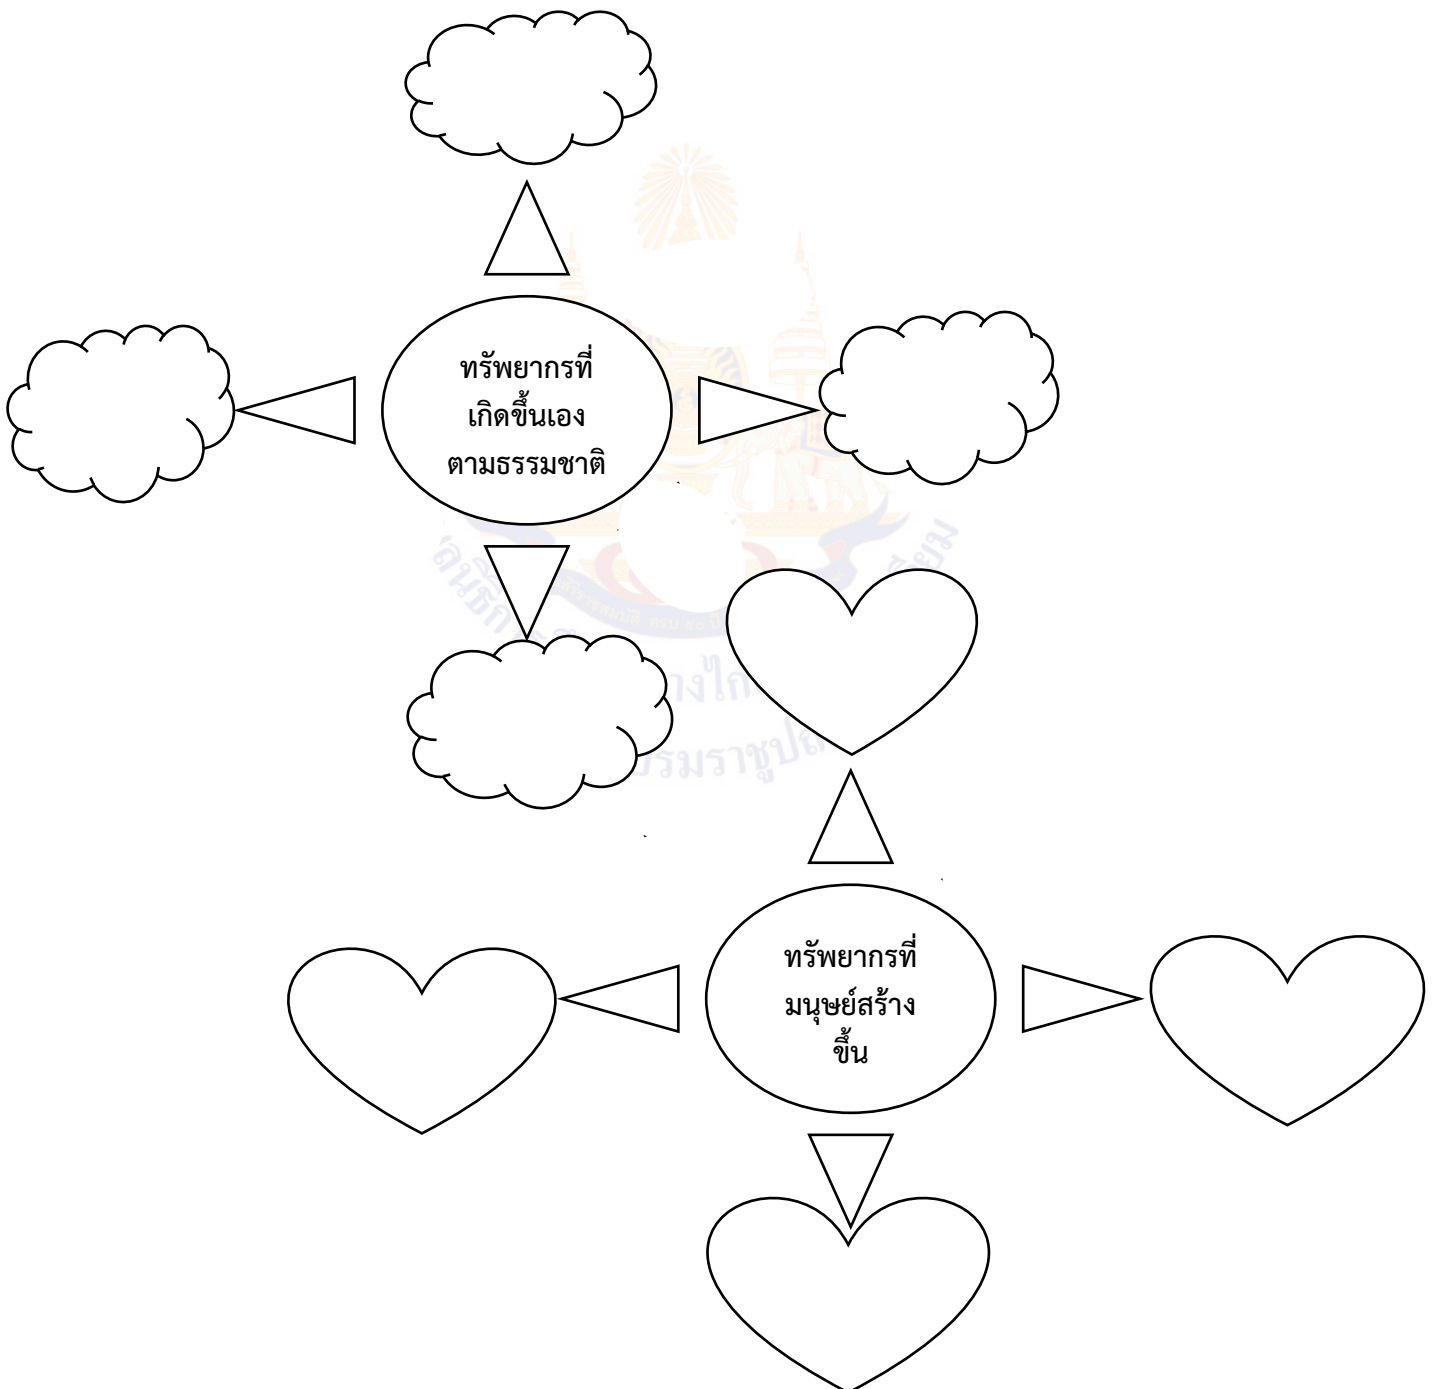 ทรัพยากรที่
เกิดขึ้นเอง
ตามธรรมชาติ
ทรัพยากรที่
มนุษย์สร้าง
ขึ้น